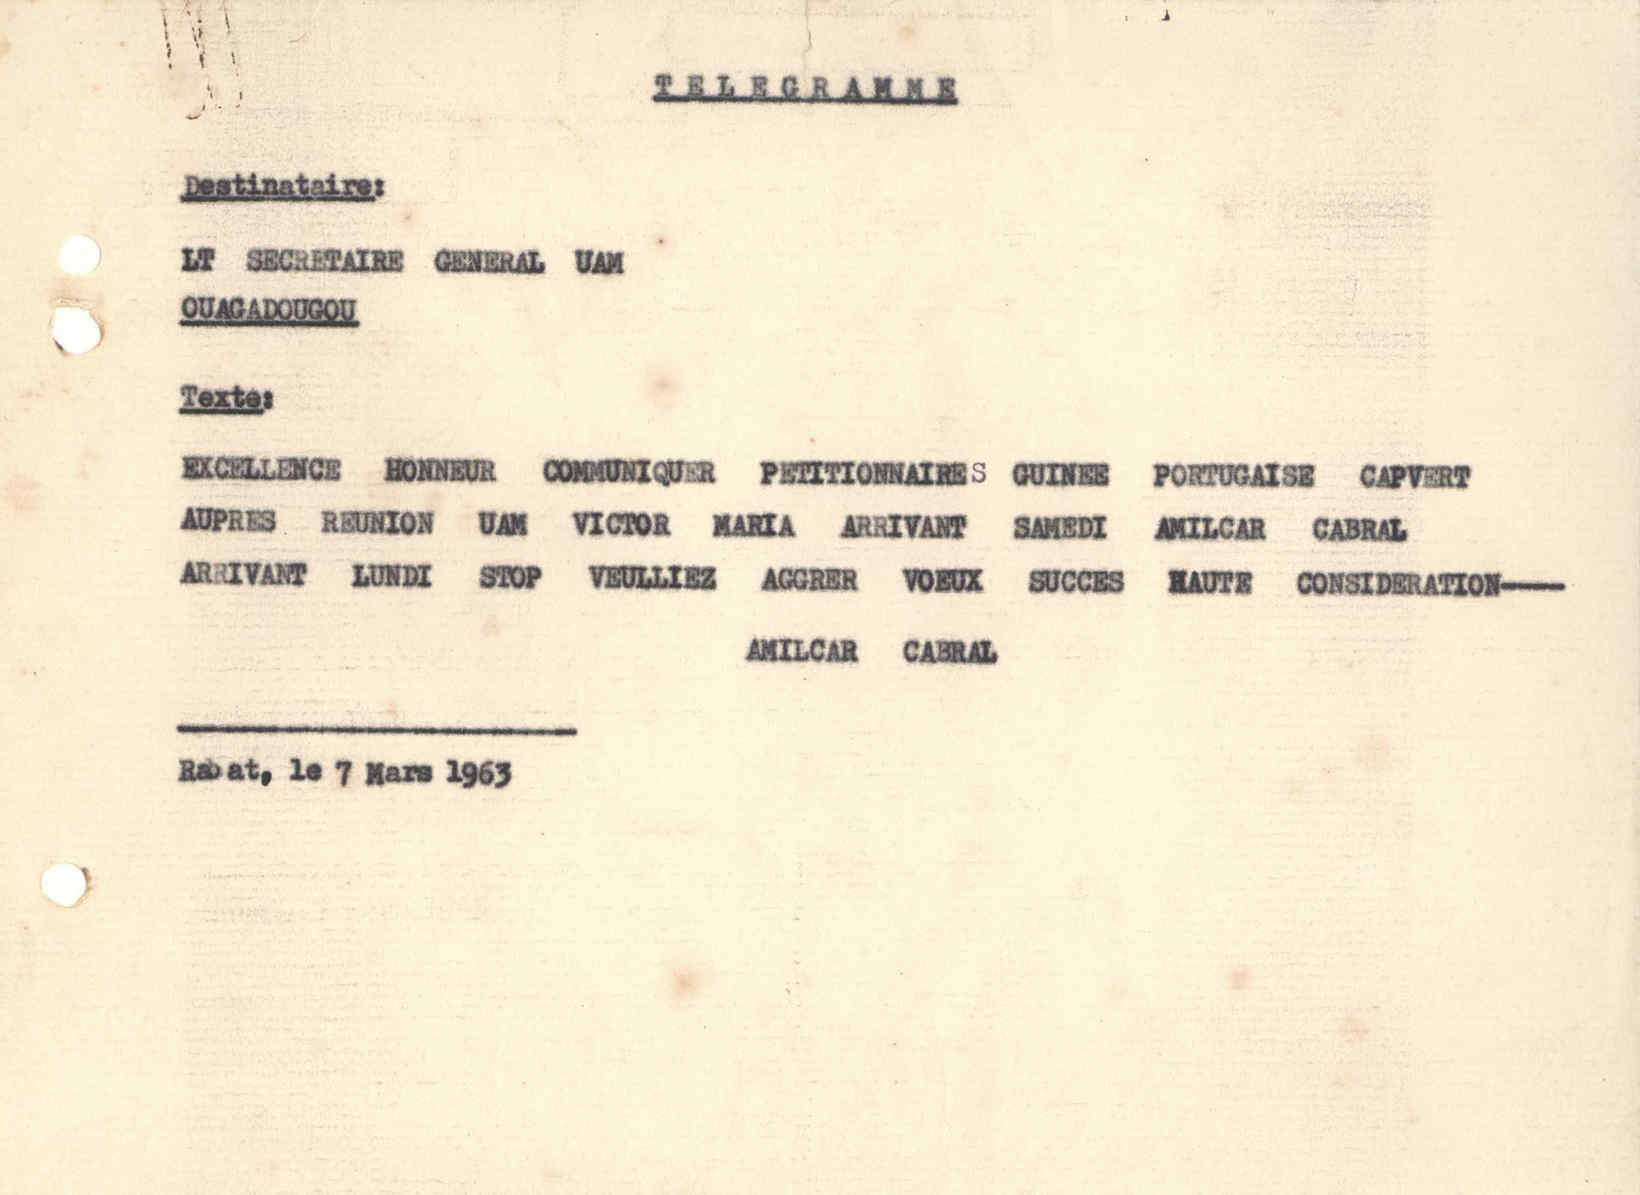 TELEGRAMME
Destinataire:
LT SECRETAIRE GENERAL UAM
OUAGADOUGOU
Texte:
EXCELLENCE HONNEUR COMMUNIQUER PETITIONNAIRES GUINEE PORTUGAISE CAPVERT
AUPRES REUNION UAM VICTOR MARIA ARRIVANT SAMEDI AMILCAR CABRAL
ARRIVANT LUNDI STOP VEULLIEZ AGGRER VOEUX SUCCES HAUTE CONSIDERATION----
AMILCAR CABRAL
Rabat, le 7 Mars 1963